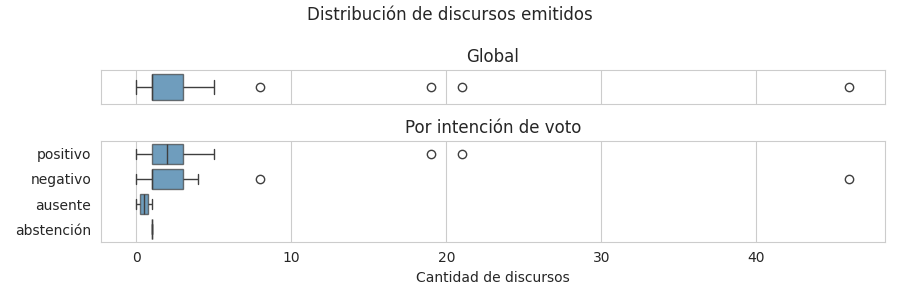 Distribución de discursos emitidos
Global
Por intención de voto
positivo
negativo
ausente
abstención
0 10 20 30 40
Cantidad de discursos